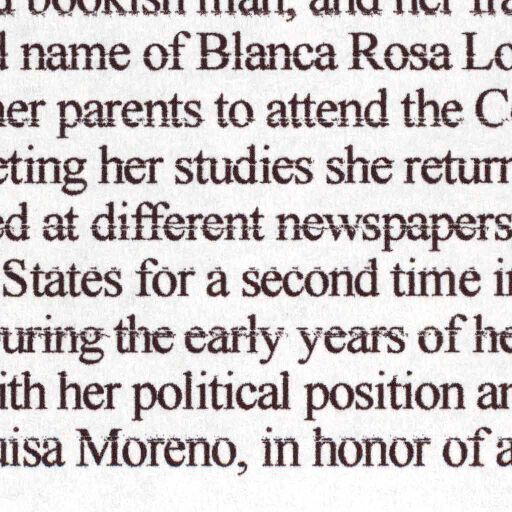 bookish man, and her
name of Blanca Rosa Lo
her parents to attend the C
eting her studies she return
ed at different newspapers
States for a second time in
uring the early years of he
ith her political position an
uisa Moreno, in honor of a